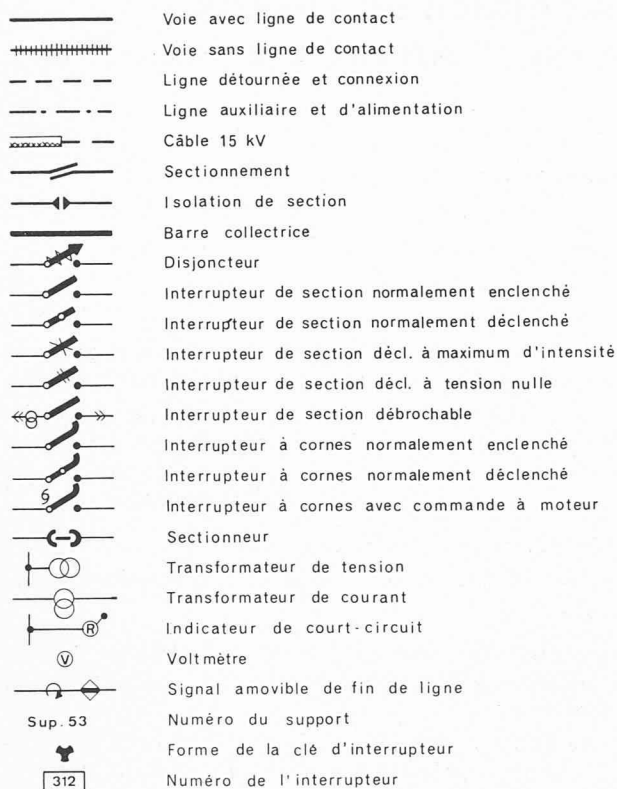 Voie avec ligne de contact
Voie sans ligne de contact
Ligne détournée et connexion
Ligne auxiliaire et d'alimentation
Câble 15 kV
Sectionnement
Isolation de section
Barre collectrice
Disjoncteur
Interrupteur de section normalement enclenché
Interrupteur de section normalement déclenché
Interrupteur de section décl. à maximum d'intensité
Interrupteur de section décl. à tension nulle
Interrupteur de section débrochable
Interrupteur à cornes normalement enclenché
Interrupteur à cornes normalement déclenché
Interrupteur à cornes avec commande à moteur
Sectionneur
Transformateur de tension
Transformateur de courant
R Indicateur de court-circuit
V Voltmètre
Signal amovible de fin de ligne
Sup. 53 Numéro du support
Forme de la clé d'interrupteur
312 Numéro de l'interrupteur